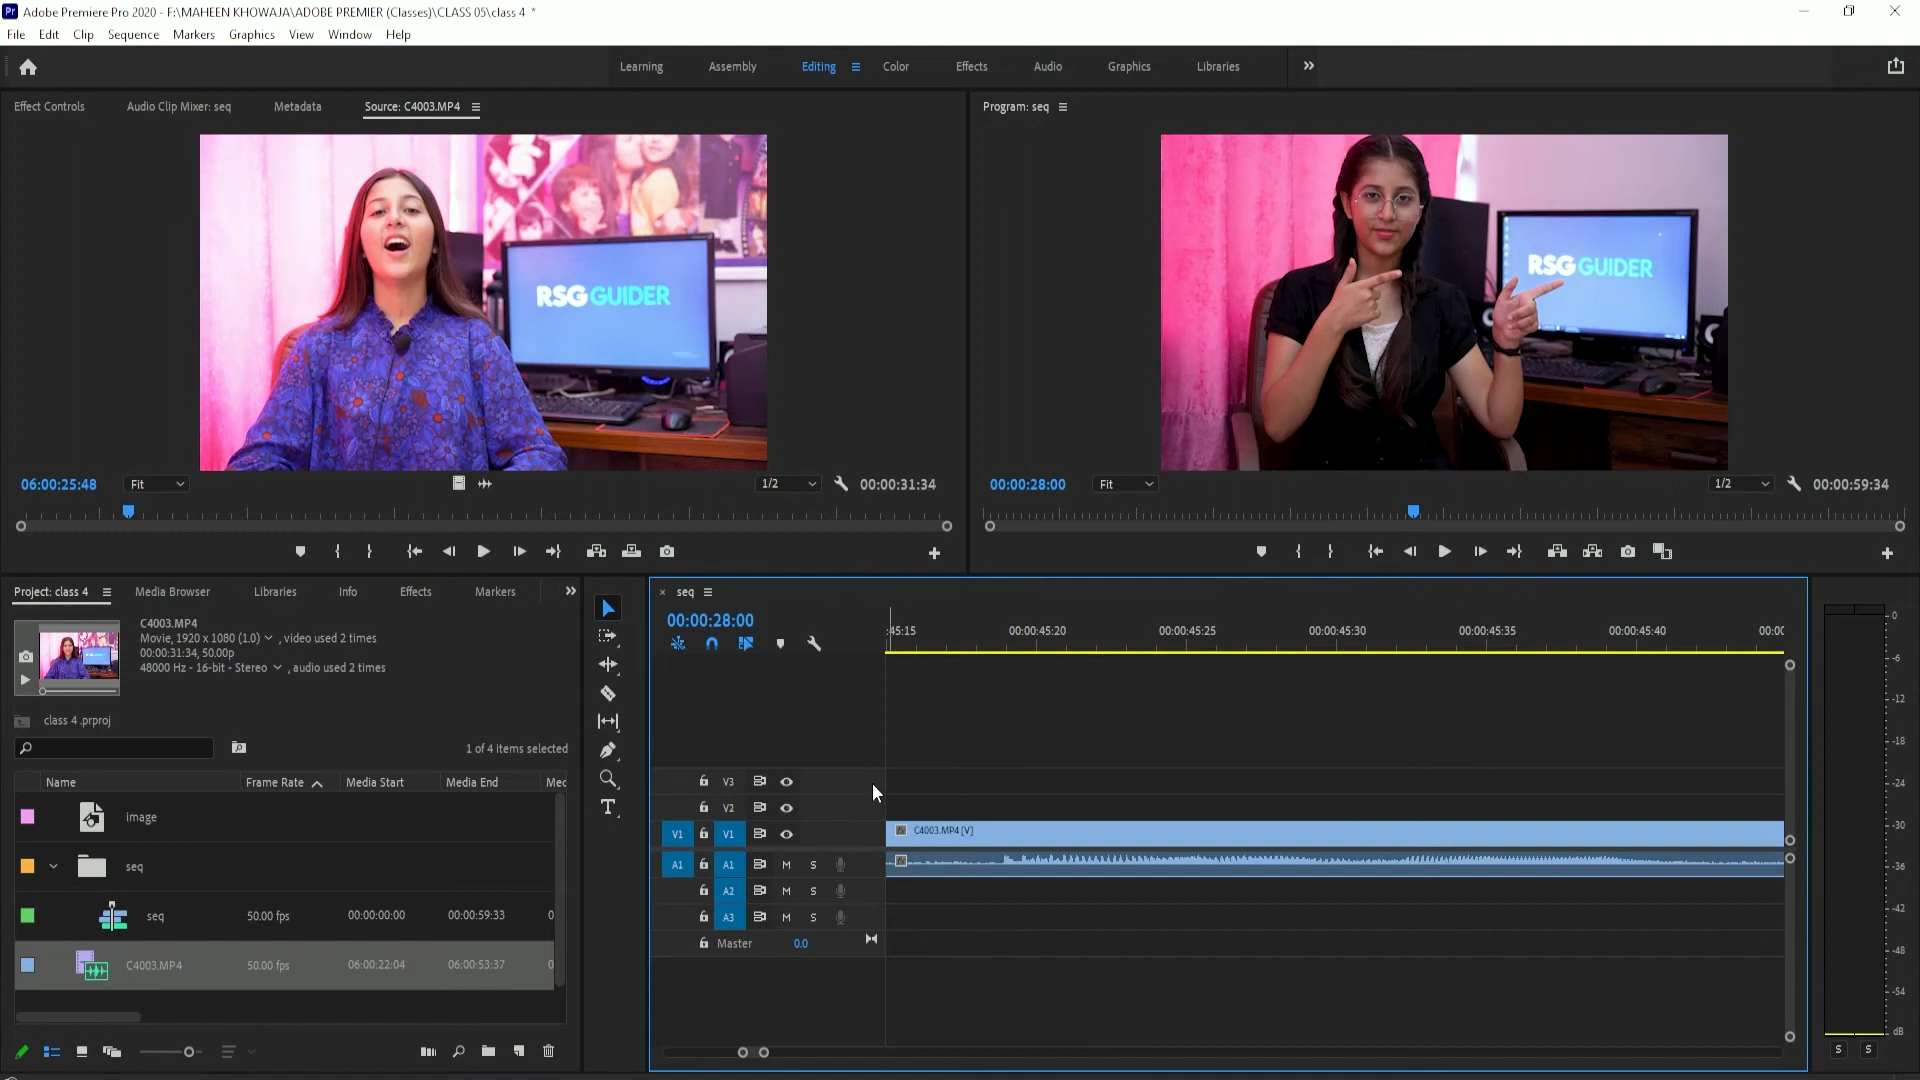 Pr Adobe Premiere Pro 2020 - F:\MAHEEN KHOWAJA\ADOBE PREMIER (Classes)\CLASS 05\class 4 *
File Edit Clip Sequence Markers Graphics View Window Help
Learning Assembly Editing Color Effects Audio Graphics Libraries
Effect Controls Audio Clip Mixer: seq Metadata Source: C4003.MP4 Program: seq
RSG GUIDER RSG GUIDER
06:00:25:48 Fit 1/2 00:00:31:34 00:00:28:00 Fit 1/2 00:00:59:34
Project: class 4 Media Browser Libraries Info Effects Markers
C4003.MP4
Movie, 1920 x 1080 (1.0) , video used 2 times
00:00:31:34, 50.00p
48000 Hz - 16-bit - Stereo , audio used 2 times
class 4 .prproj
1 of 4 items selected
Name Frame Rate Media Start Media End Med
image
seq
seq 50.00 fps 00:00:00:00 00:00:59:33 0
C4003.MP4 50.00 fps 06:00:22:04 06:00:53:37 0
T
× seq
00:00:28:00
:45:15 00:00:45:20 00:00:45:25 00:00:45:30 00:00:45:35 00:00:45:40 00:00
V3
V2
V1 V1 fx C4003.MP4 [V]
A1 A1 M S fx
A2 M S
A3 M S
Master 0.0
0
-6
-12
-18
-24
-30
-36
-42
-48
-54
dB
S S